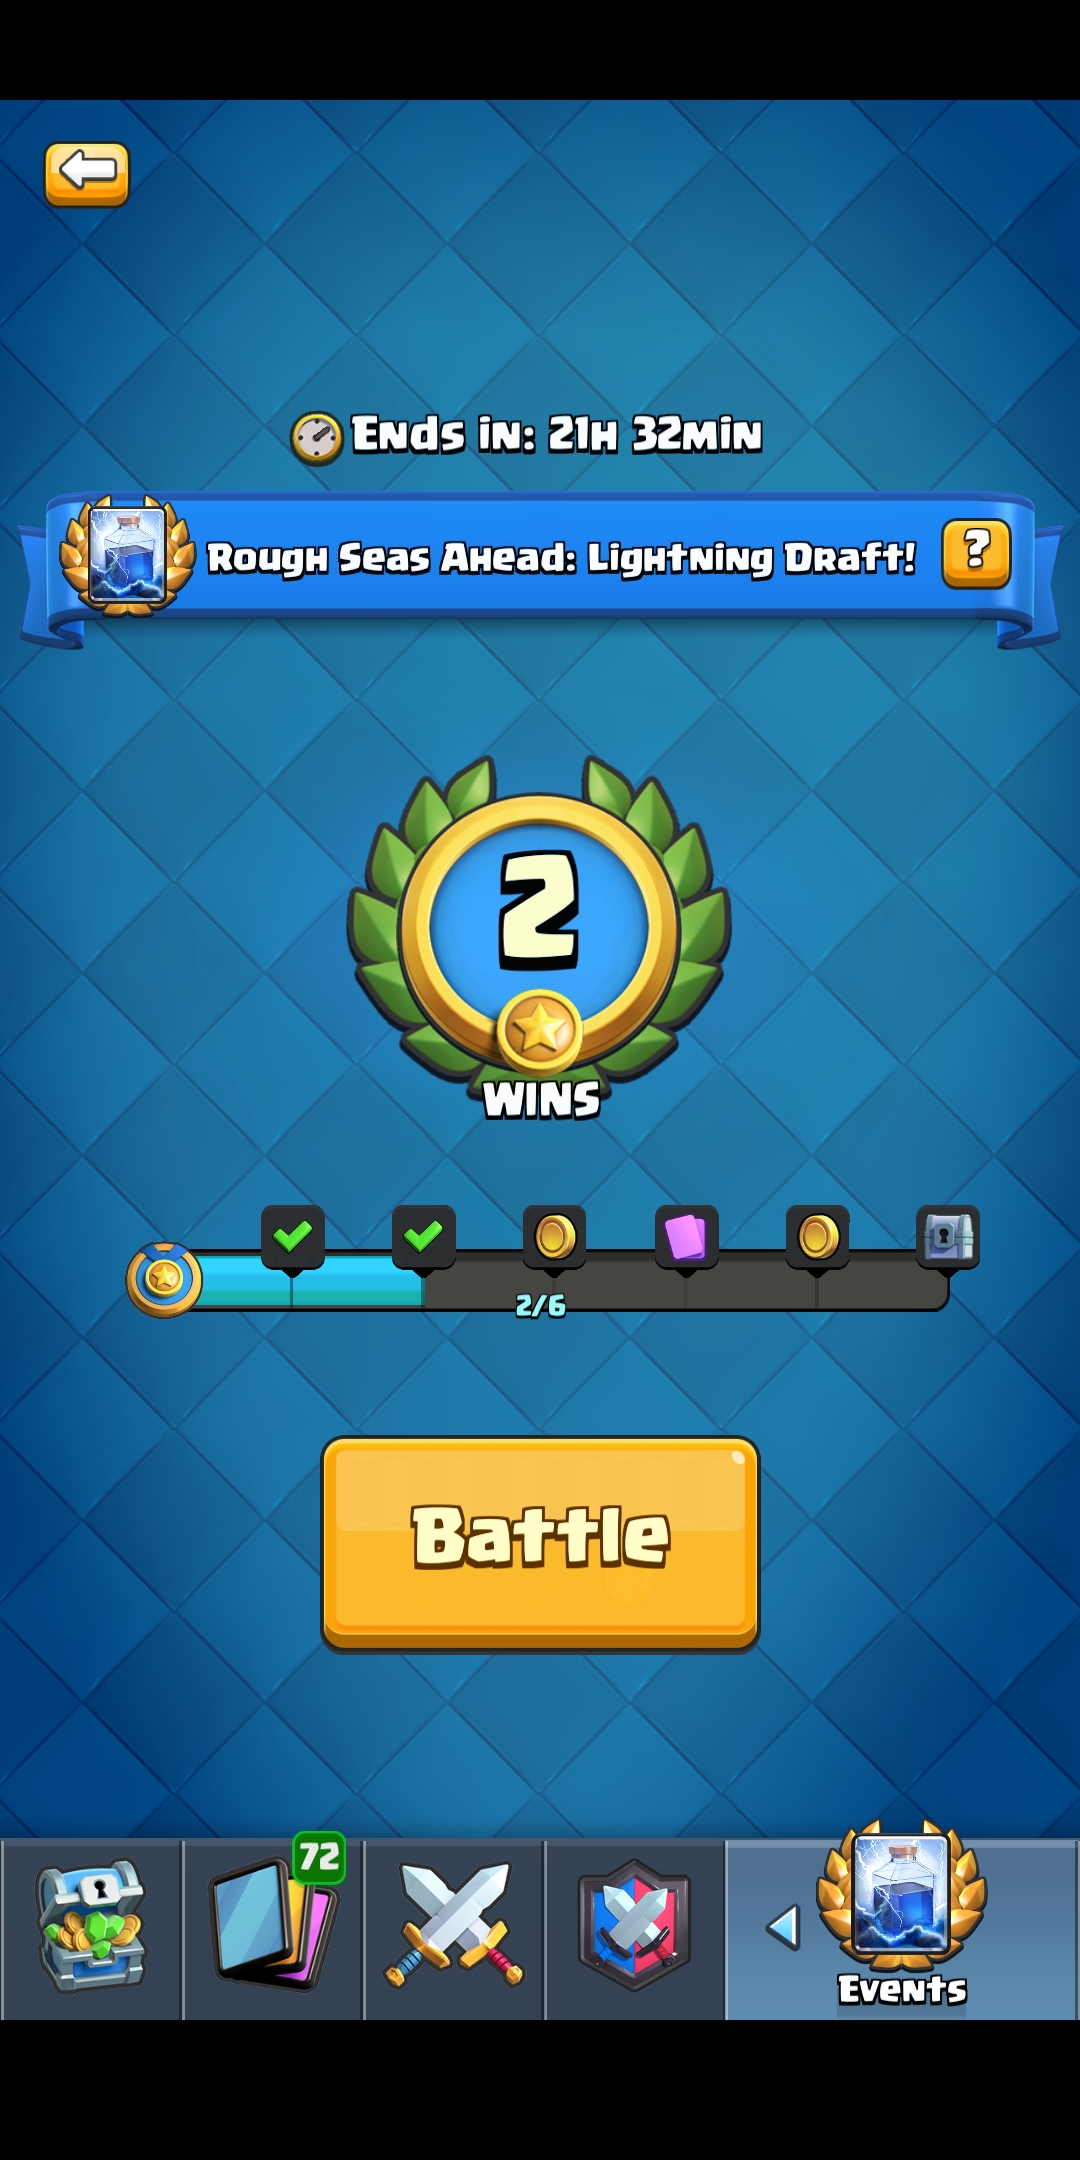 Ends in: 21h 32min
Rough Seas Ahead: Lightning Draft!
?
2
WINS
2/6
Battle
72
Events